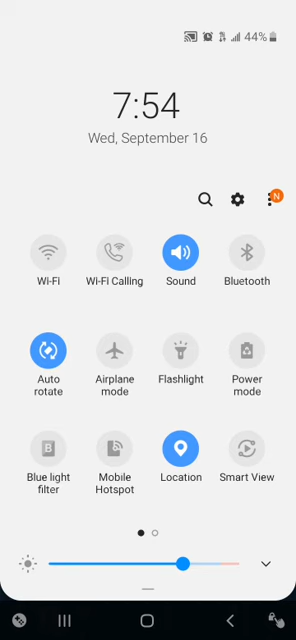 44%
7:54
Wed, September 16
N
Wi-Fi
Wi-Fi Calling
Sound
Bluetooth
Auto
rotate
Airplane
mode
Flashlight
Power
mode
Blue light
filter
Mobile
Hotspot
Location
Smart View
B